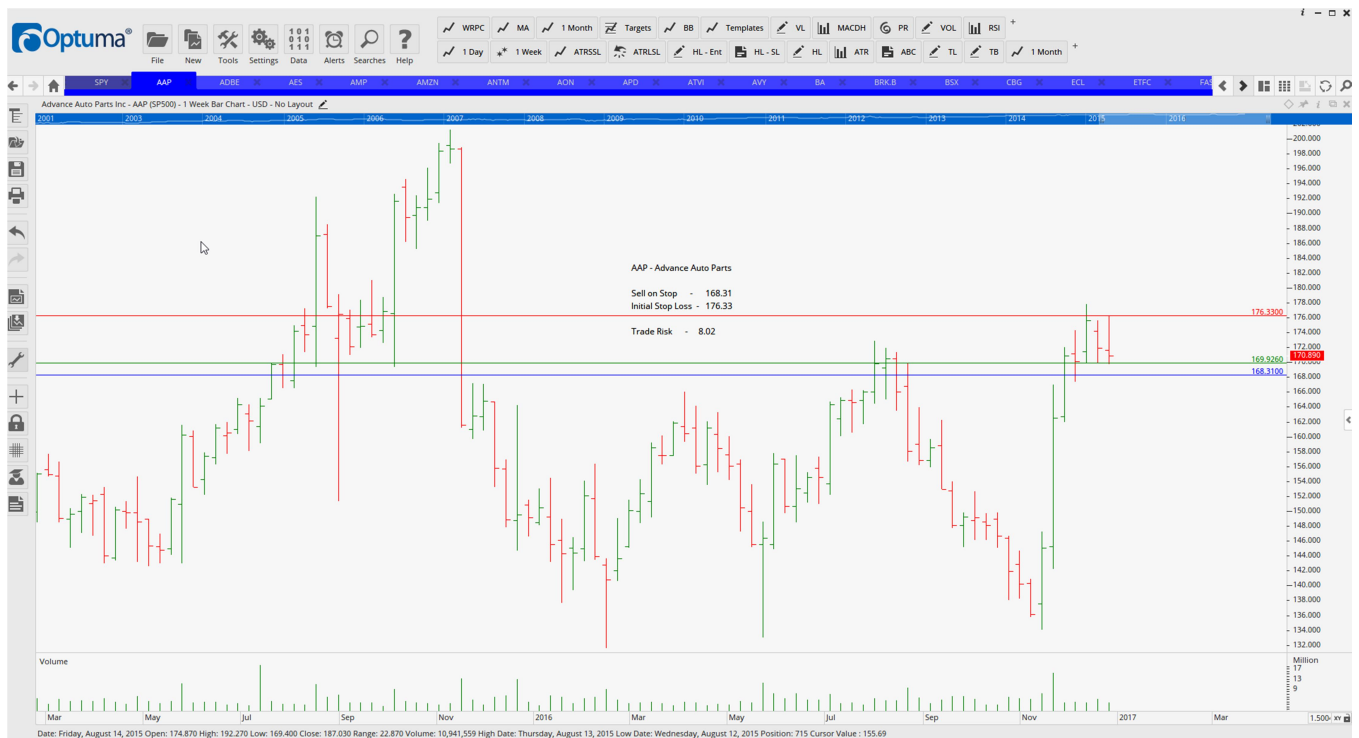 i
Optuma®
File
New
Tools
Settings
101
010
111
Data
Alerts
Searches
?
Help
WRPC
MA
1 Month
Targets
BB
Templates
VL
MACDH
PR
VOL
RSI
+
1 Day
1 Week
ATRSSL
ATRLSL
HL - Ent
HL - SL
HL
ATR
ABC
TL
TB
1 Month
+
SPY
AAP
ADBE
AES
AMP
AMZN
ANTM
AON
APD
ATVI
AVY
BA
BRK.B
BSX
CBG
ECL
ETFC
Advance Auto Parts Inc - AAP (SP500) - 1 Week Bar Chart - USD - No Layout
2001 2003 2004 2005 2006 2007 2008 2009 2010 2011 2012 2013 2014 2015 2016
200.000
198.000
196.000
194.000
192.000
190.000
188.000
186.000
184.000
182.000
180.000
178.000
176.000
174.000
172.000
168.000
166.000
164.000
162.000
160.000
158.000
156.000
154.000
152.000
150.000
148.000
146.000
144.000
142.000
140.000
138.000
136.000
134.000
132.000
176.3300
169.9260
170.890
168.3100
AAP - Advance Auto Parts
Sell on Stop - 168.31
Initial Stop Loss - 176.33
Trade Risk - 8.02
Volume
Million
17
13
9
Mar May Jul Sep Nov 2016 Mar May Jul Sep Nov 2017 Mar
1.500 XY
Date: Friday, August 14, 2015 Open: 174.870 High: 192.270 Low: 169.400 Close: 187.030 Range: 22.870 Volume: 10,941,559 High Date: Thursday, August 13, 2015 Low Date: Wednesday, August 12, 2015 Position: 715 Cursor Value : 155.69